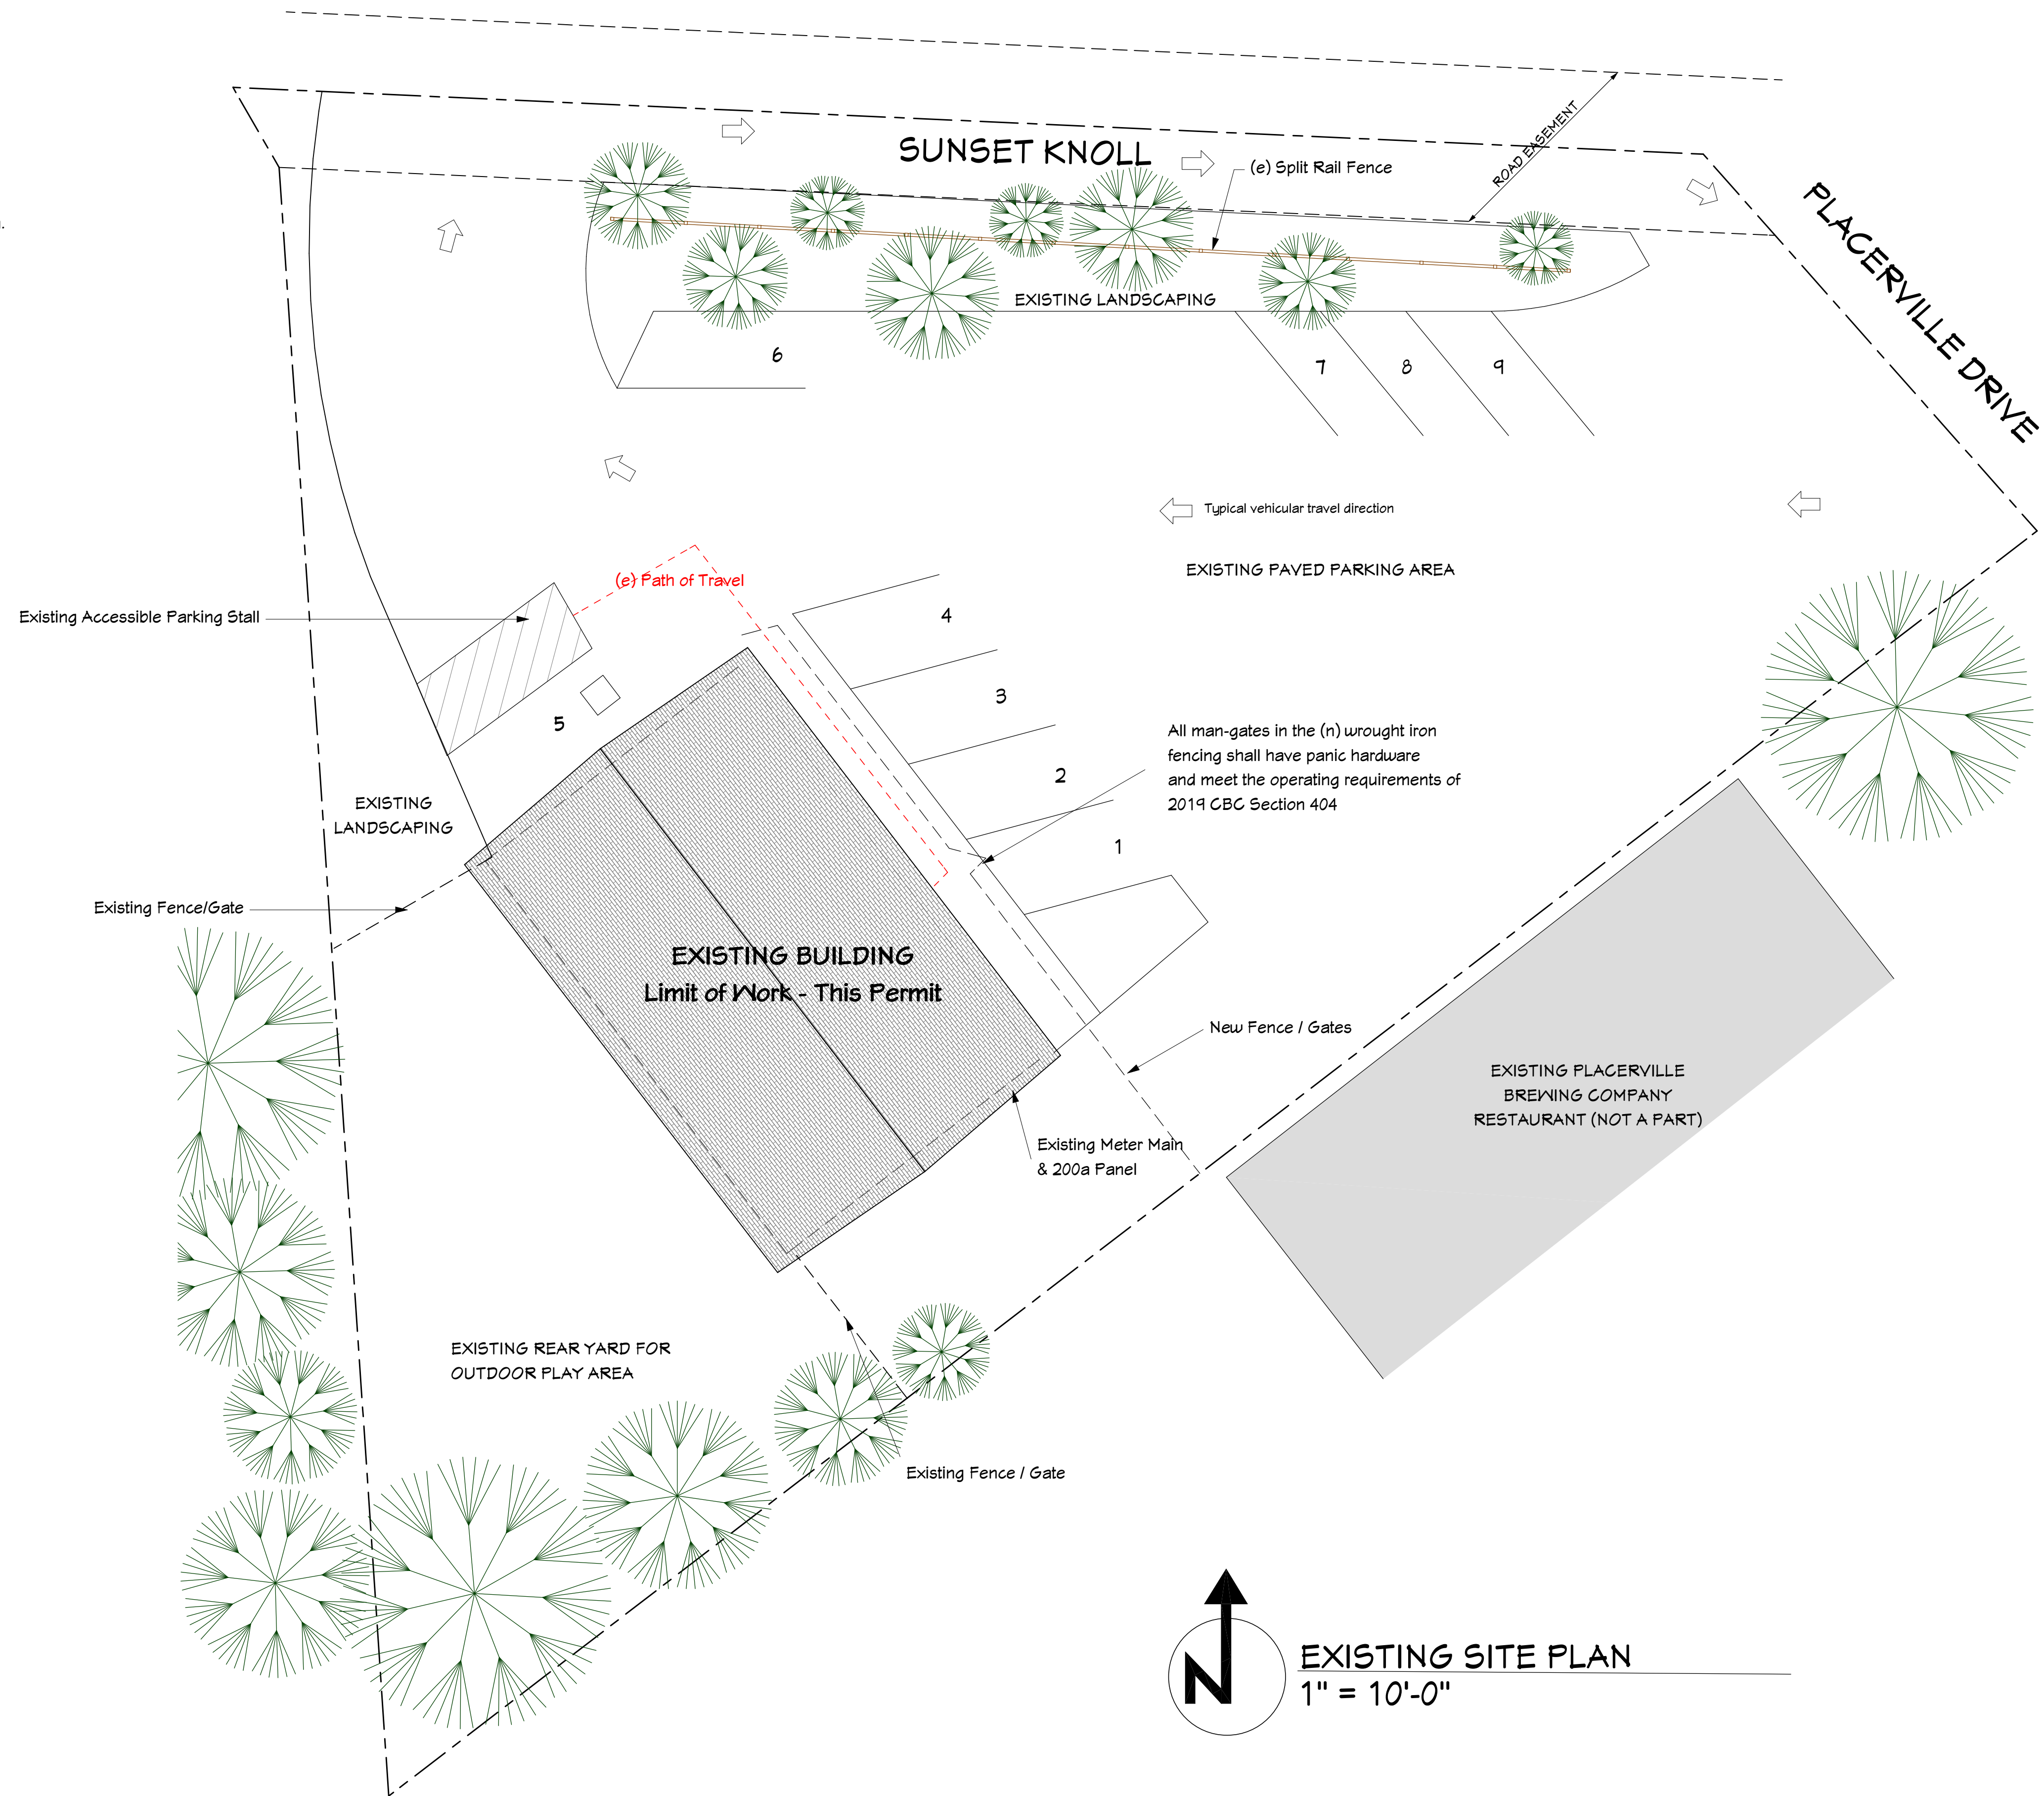 SUNSET KNOLL
ROAD EASEMENT
(e) Split Rail Fence
PLACERVILLE DRIVE
EXISTING LANDSCAPING
6
7
8
9
Typical vehicular travel direction
EXISTING PAVED PARKING AREA
(e) Path of Travel
Existing Accessible Parking Stall
4
3
5
2
1
All man-gates in the (n) wrought iron
fencing shall have panic hardware
and meet the operating requirements of
2019 CBC Section 404
EXISTING
LANDSCAPING
Existing Fence/Gate
EXISTING BUILDING
Limit of Work - This Permit
New Fence / Gates
EXISTING PLACERVILLE
BREWING COMPANY
RESTAURANT (NOT A PART)
Existing Meter Main
& 200a Panel
EXISTING REAR YARD FOR
OUTDOOR PLAY AREA
Existing Fence / Gate
N
EXISTING SITE PLAN
1" = 10'-0"